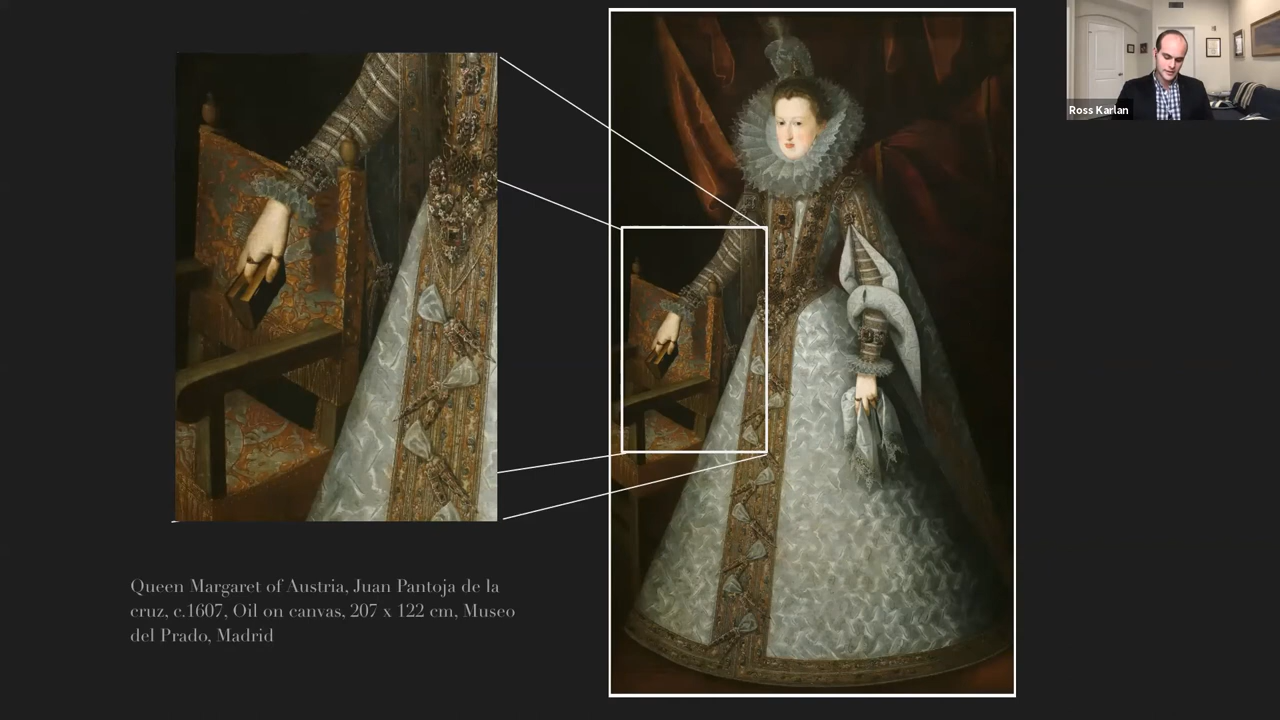 Ross Karlan
Queen Margaret of Austria, Juan Pantoja de la
cruz, c.1607, Oil on canvas, 207 x 122 cm, Museo
del Prado, Madrid